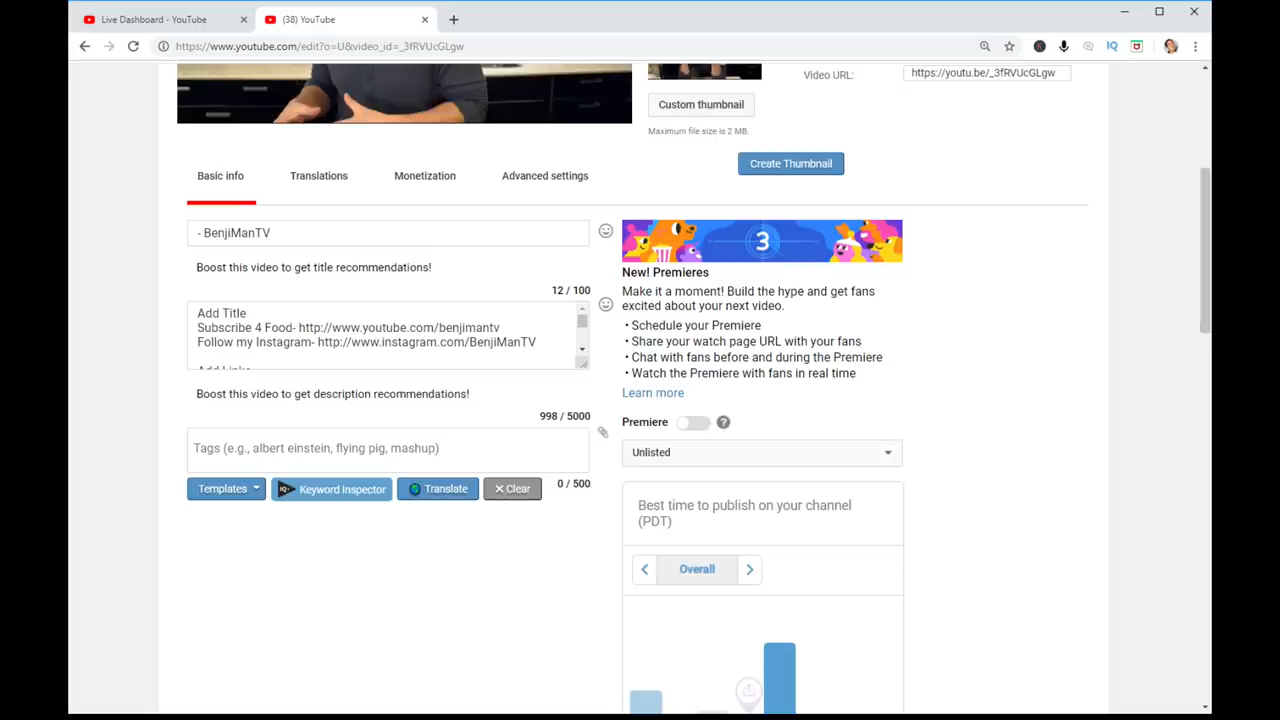 Live Dashboard - YouTube
(38) YouTube
https://www.youtube.com/edit?o=U&video_id=_3fRVUcGLgw
IQ
Video URL:
https://youtu.be/_3fRVUcGLgw
Custom thumbnail
Maximum file size is 2 MB.
Create Thumbnail
Basic info
Translations
Monetization
Advanced settings
- BenjiManTV
Boost this video to get title recommendations!
12 / 100
Add Title
Subscribe 4 Food- http://www.youtube.com/benjimantv
Follow my Instagram- http://www.instagram.com/BenjiManTV
Add Links
Boost this video to get description recommendations!
998 / 5000
Tags (e.g., albert einstein, flying pig, mashup)
Templates
IQ+ Keyword Inspector
Translate
Clear
0 / 500
3
New! Premieres
Make it a moment! Build the hype and get fans
excited about your next video.
• Schedule your Premiere
• Share your watch page URL with your fans
• Chat with fans before and during the Premiere
• Watch the Premiere with fans in real time
Learn more
Premiere ?
Unlisted
Best time to publish on your channel
(PDT)
Overall